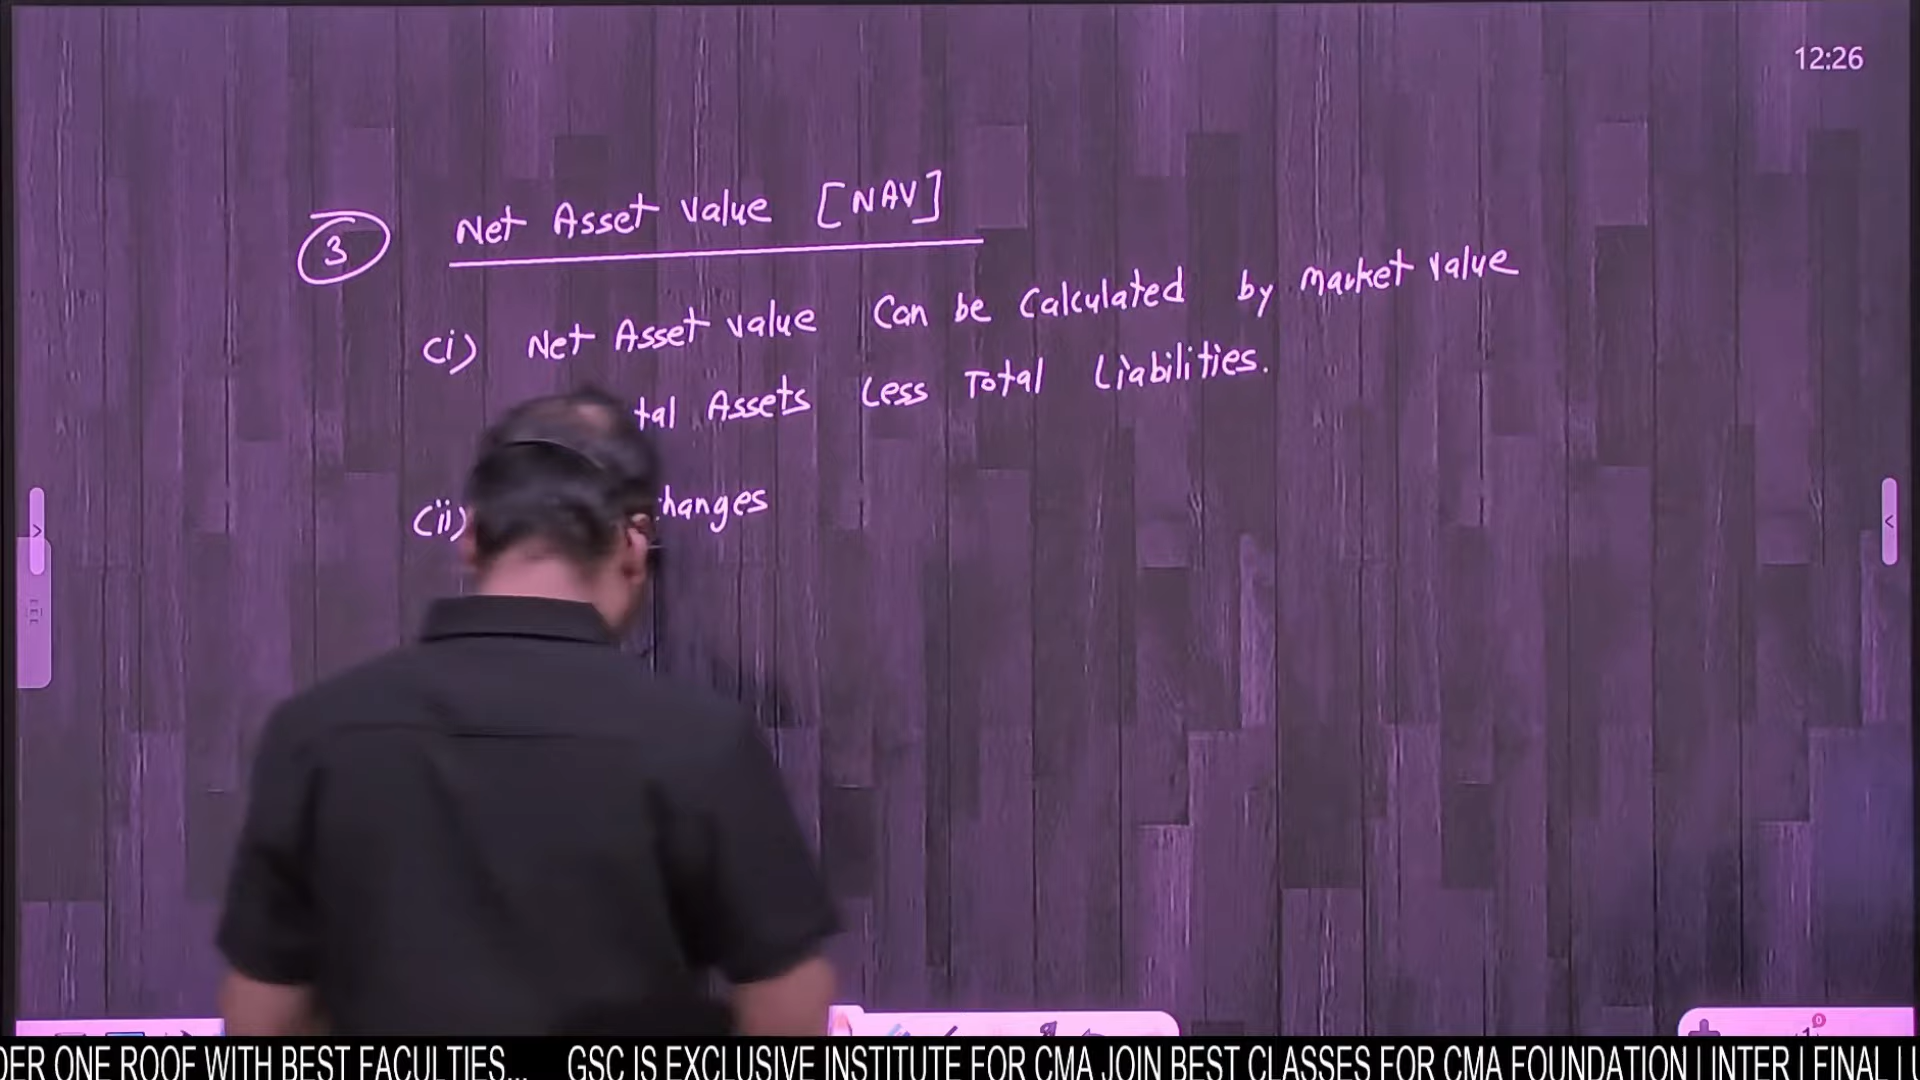 12:26
3 Net Asset value [NAV]
(i) Net Asset value Can be Calculated by Market value
tal Assets Less Total Liabilities.
(ii) hanges
DER ONE ROOF WITH BEST FACULTIES... GSC IS EXCLUSIVE INSTITUTE FOR CMA JOIN BEST CLASSES FOR CMA FOUNDATION | INTER | FINAL |